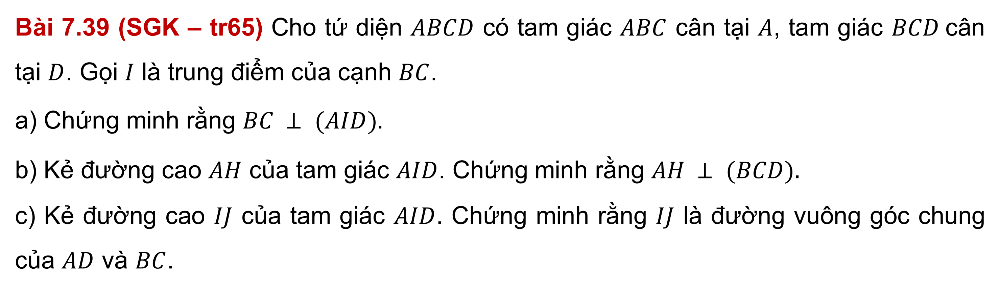 Bài 7.39 (SGK – tr65) Cho tứ diện ABCD có tam giác ABC cân tại A, tam giác BCD cân
tại D. Gọi I là trung điểm của cạnh BC.
a) Chứng minh rằng BC ⊥ (AID).
b) Kẻ đường cao AH của tam giác AID. Chứng minh rằng AH ⊥ (BCD).
c) Kẻ đường cao IJ của tam giác AID. Chứng minh rằng IJ là đường vuông góc chung
của AD và BC.